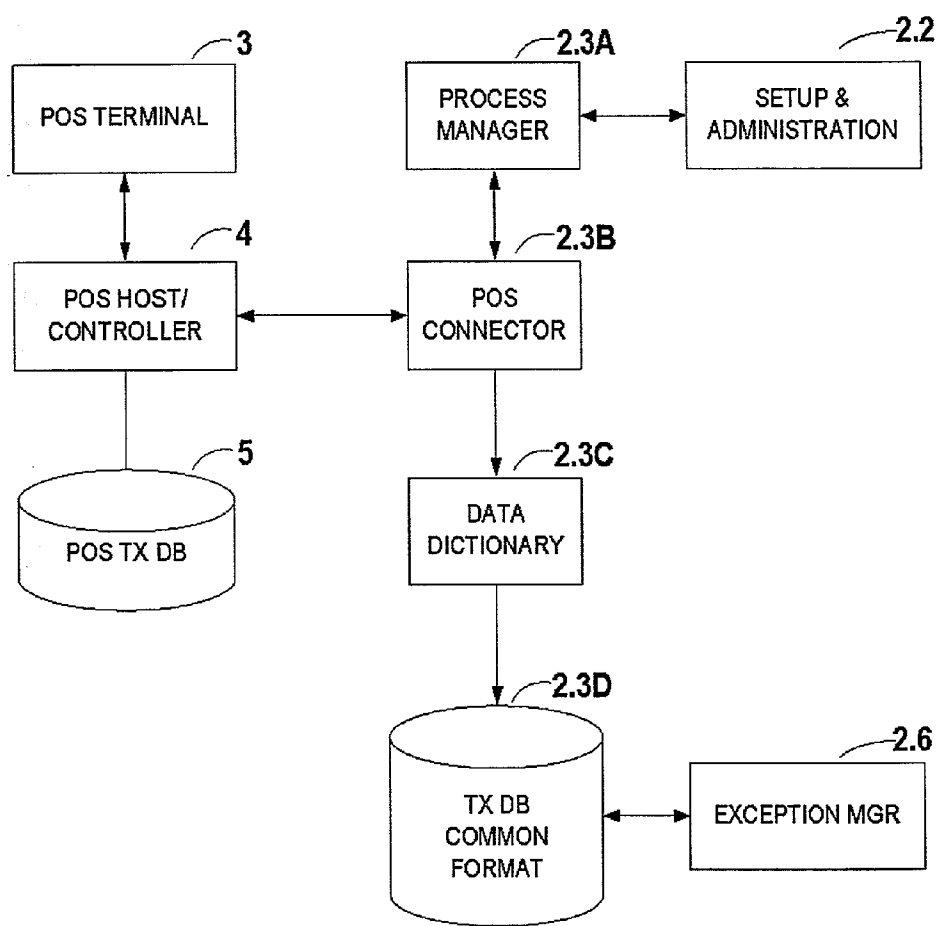 3
POS TERMINAL
2.3A
PROCESS
MANAGER
2.2
SETUP &
ADMINISTRATION
4
POS HOST/
CONTROLLER
2.3B
POS
CONNECTOR
5
POS TX DB
2.3C
DATA
DICTIONARY
2.3D
TX DB
COMMON
FORMAT
2.6
EXCEPTION MGR